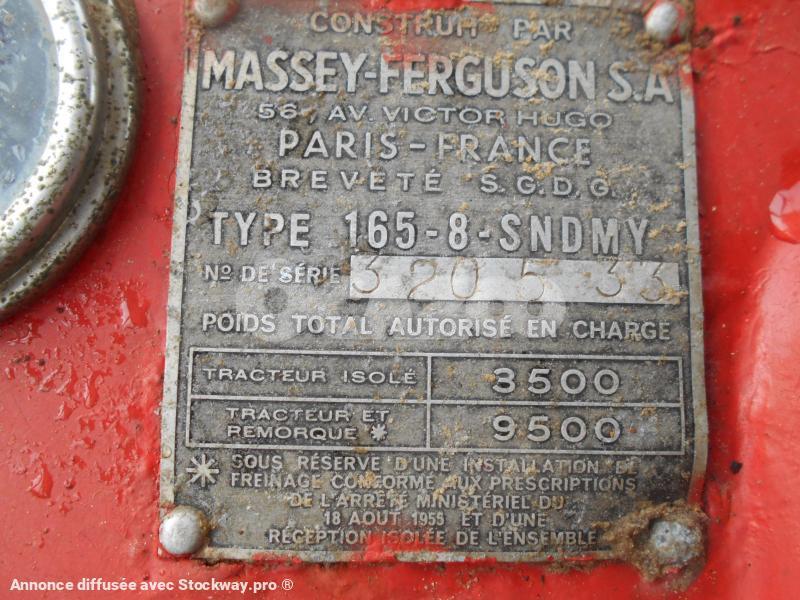 CONSTRUIT PAR
MASSEY-FERGUSON S.A
56, AV. VICTOR HUGO
PARIS-FRANCE
BREVETÉ S.G.D.G.
TYPE 165-8-SNDMY
Nº DE SÉRIE 320 5 33
POIDS TOTAL AUTORISÉ EN CHARGE
TRACTEUR ISOLÉ 3500
TRACTEUR ET
REMORQUE * 9500
* SOUS RÉSERVE D'UNE INSTALLATION DE
FREINAGE CONFORME AUX PRESCRIPTIONS
DE L'ARRÊTÉ MINISTÉRIEL DU
18 AOUT 1955 ET D'UNE
RÉCEPTION ISOLÉE DE L'ENSEMBLE
Annonce diffusée avec Stockway.pro ®